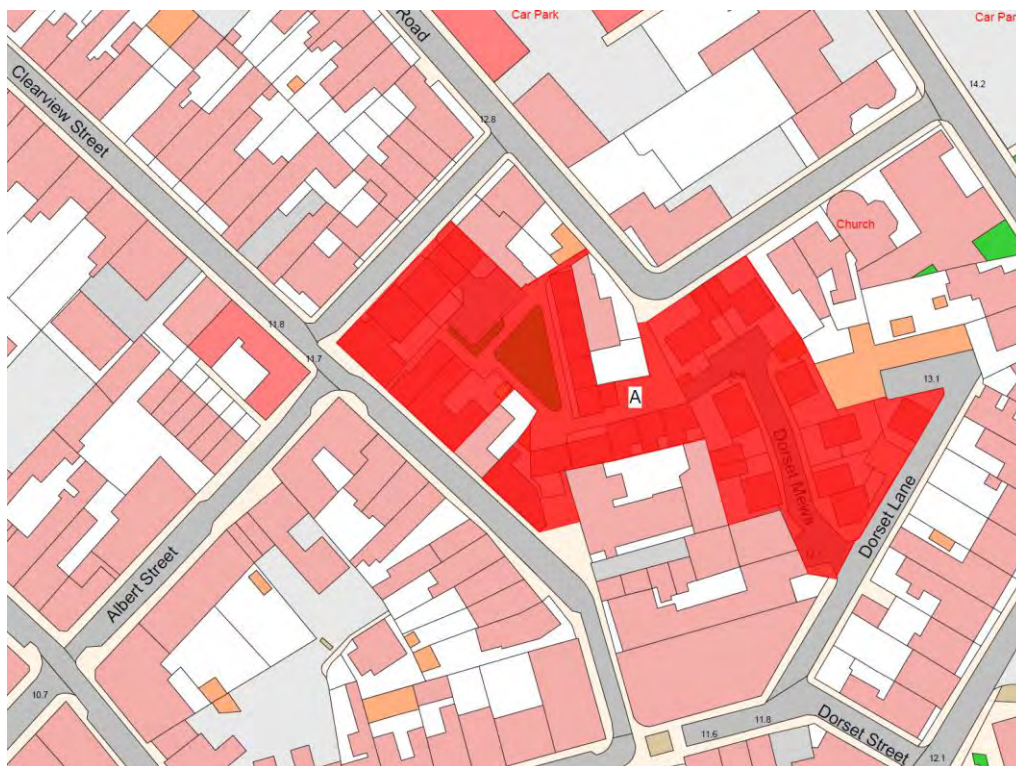 Car Park
Car Par
Road
Clearview Street
14.2
12.8
Church
11.8
11.7
13.1
A
Dorset Mews
Dorset Lane
Albert Street
10.7
11.8
11.6
Dorset Street
12.1